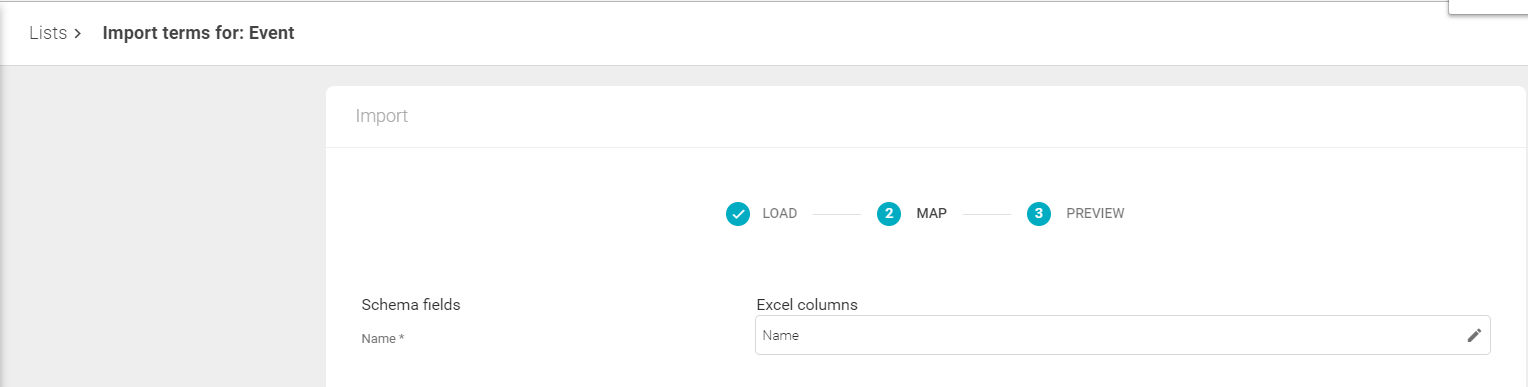 Lists > Import terms for: Event
Import
LOAD 2 MAP 3 PREVIEW
Schema fields Excel columns
Name * Name